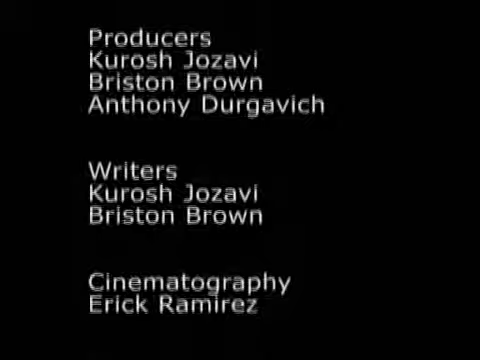 Producers
Kurosh Jozavi
Briston Brown
Anthony Durgavich
Writers
Kurosh Jozavi
Briston Brown
Cinematography
Erick Ramirez